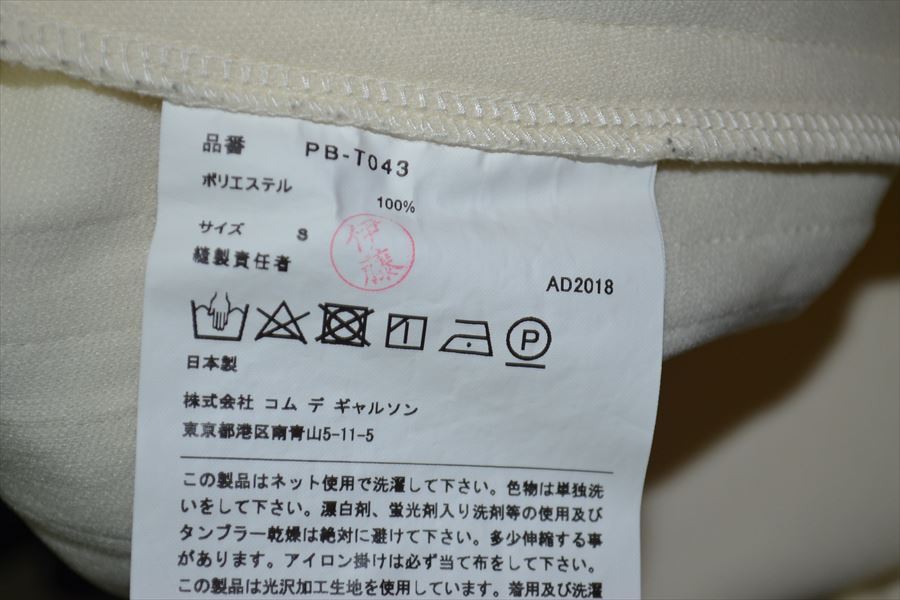 品番 PB-T043
ポリエステル
100%
サイズ S
縫製責任者
伊藤
AD2018
P
日本製
株式会社 コム デ ギャルソン
東京都港区南青山5-11-5
この製品はネット使用で洗濯して下さい。色物は単独洗
いをして下さい。漂白剤、蛍光剤入り洗剤等の使用及び
タンブラー乾燥は絶対に避けて下さい。多少伸縮する事
があります。アイロン掛けは必ず当て布をして下さい。
この製品は光沢加工生地を使用しています。着用及び洗濯